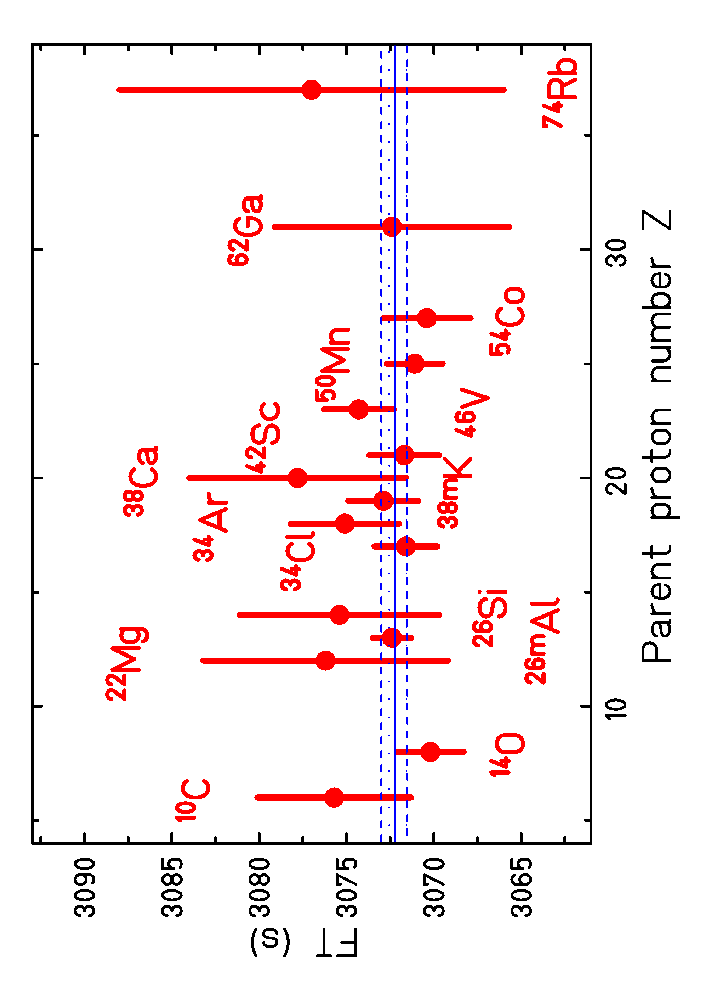 3090
3085
3080
3075
3070
3065
FT (s)
22Mg
38Ca
10C
34Ar
62Ga
42Sc
34Cl
50Mn
38mK
46V
26Si
14O
54Co
26mAl
74Rb
10
20
30
Parent proton number Z